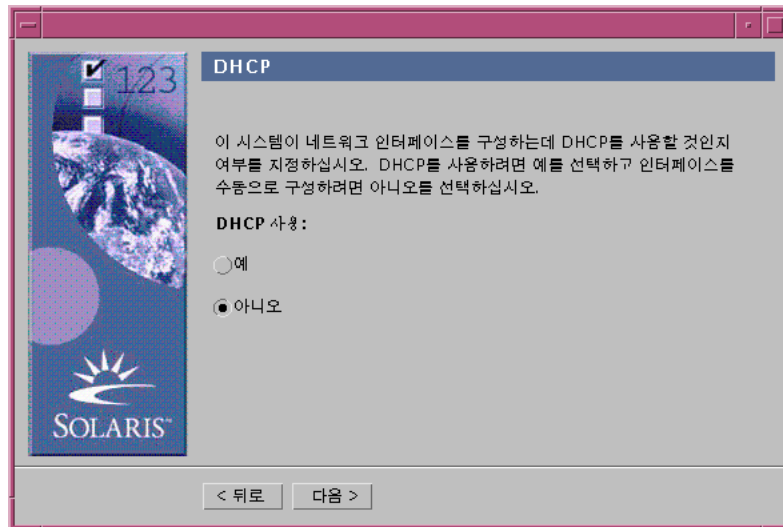 123
DHCP
이 시스템이 네트워크 인터페이스를 구성하는데 DHCP를 사용할 것인지
여부를 지정하십시오. DHCP를 사용하려면 예를 선택하고 인터페이스를
수동으로 구성하려면 아니오를 선택하십시오.
DHCP 사용:
예
아니오
SOLARIS™
< 뒤로
다음 >